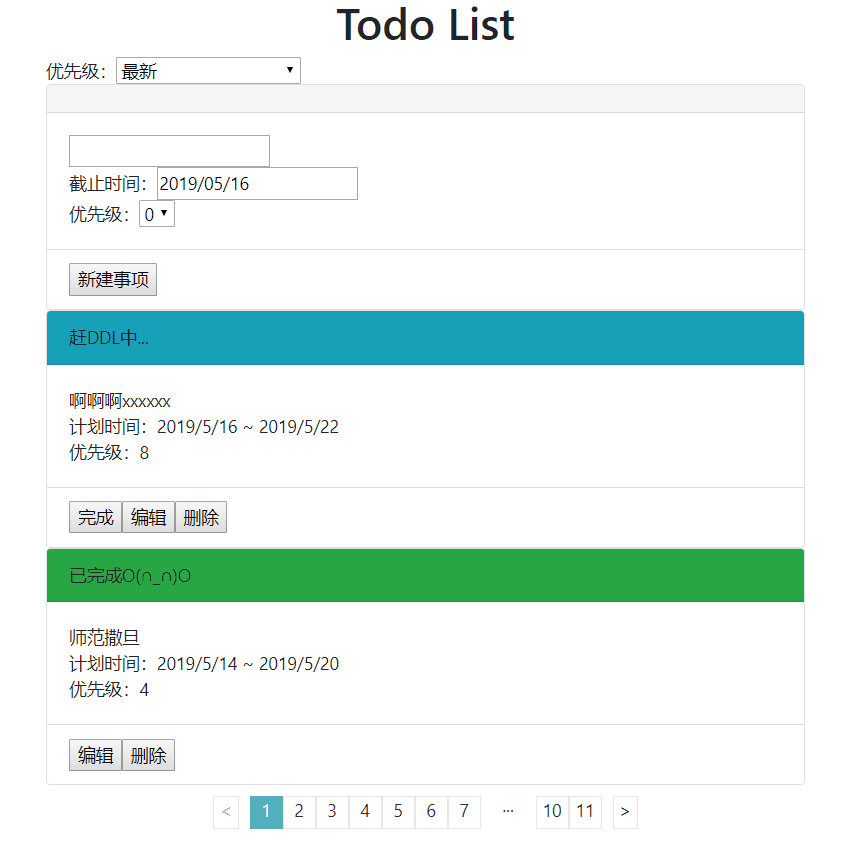 Todo List
优先级：最新
截止时间：2019/05/16
优先级：0
新建事项
赶DDL中...
啊啊啊xxxxxx
计划时间：2019/5/16 ~ 2019/5/22
优先级：8
完成 编辑 删除
已完成O(∩_∩)O
师范撒旦
计划时间：2019/5/14 ~ 2019/5/20
优先级：4
编辑 删除
< 1 2 3 4 5 6 7 ··· 10 11 >